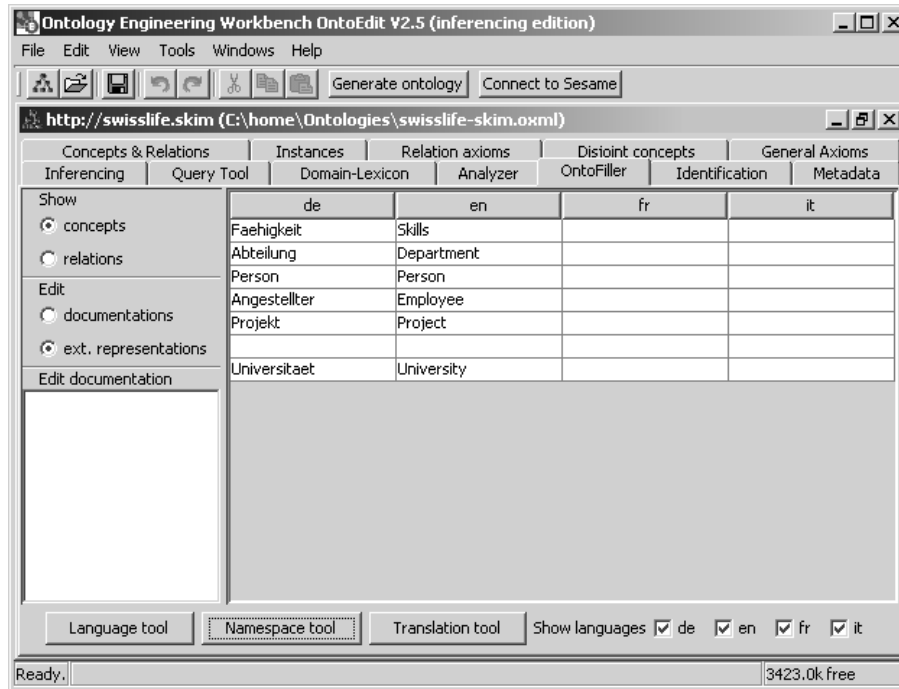 Ontology Engineering Workbench OntoEdit V2.5 (inferencing edition)
File Edit View Tools Windows Help
Generate ontology Connect to Sesame
http://swisslife.skim (C:\home\Ontologies\swisslife-skim.oxml)
Concepts & Relations Instances Relation axioms Disjoint concepts General Axioms
Inferencing Query Tool Domain-Lexicon Analyzer OntoFiller Identification Metadata
Show
concepts
relations
Edit
documentations
ext. representations
Edit documentation
de en fr it
Faehigkeit Skills
Abteilung Department
Person Person
Angestellter Employee
Projekt Project
Universitaet University
Language tool Namespace tool Translation tool Show languages de en fr it
Ready. 3423.0k free